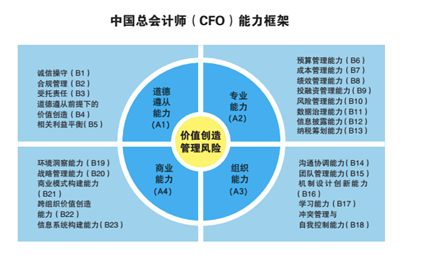 中国总会计师（CFO）能力框架
诚信操守（B1）
合规管理（B2）
受托责任（B3）
道德遵从前提下的
价值创造（B4）
相关利益平衡（B5）
道德
遵从
能力
(A1)
专业
能力
(A2)
预算管理能力（B6）
成本管理能力（B7）
绩效管理能力（B8）
投融资管理能力（B9）
风险管理能力（B10）
数据治理能力（B11）
信息披露能力（B12）
纳税筹划能力（B13）
价值创造
管理风险
环境洞察能力（B19）
战略管理能力（B20）
商业模式构建能力
（B21）
跨组织价值创造
能力（B22）
信息系统构建能力（B23）
商业
能力
(A4)
组织
能力
(A3)
沟通协调能力（B14）
团队管理能力（B15）
机制设计创新能力
（B16）
学习能力（B17）
冲突管理与
自我控制能力（B18）